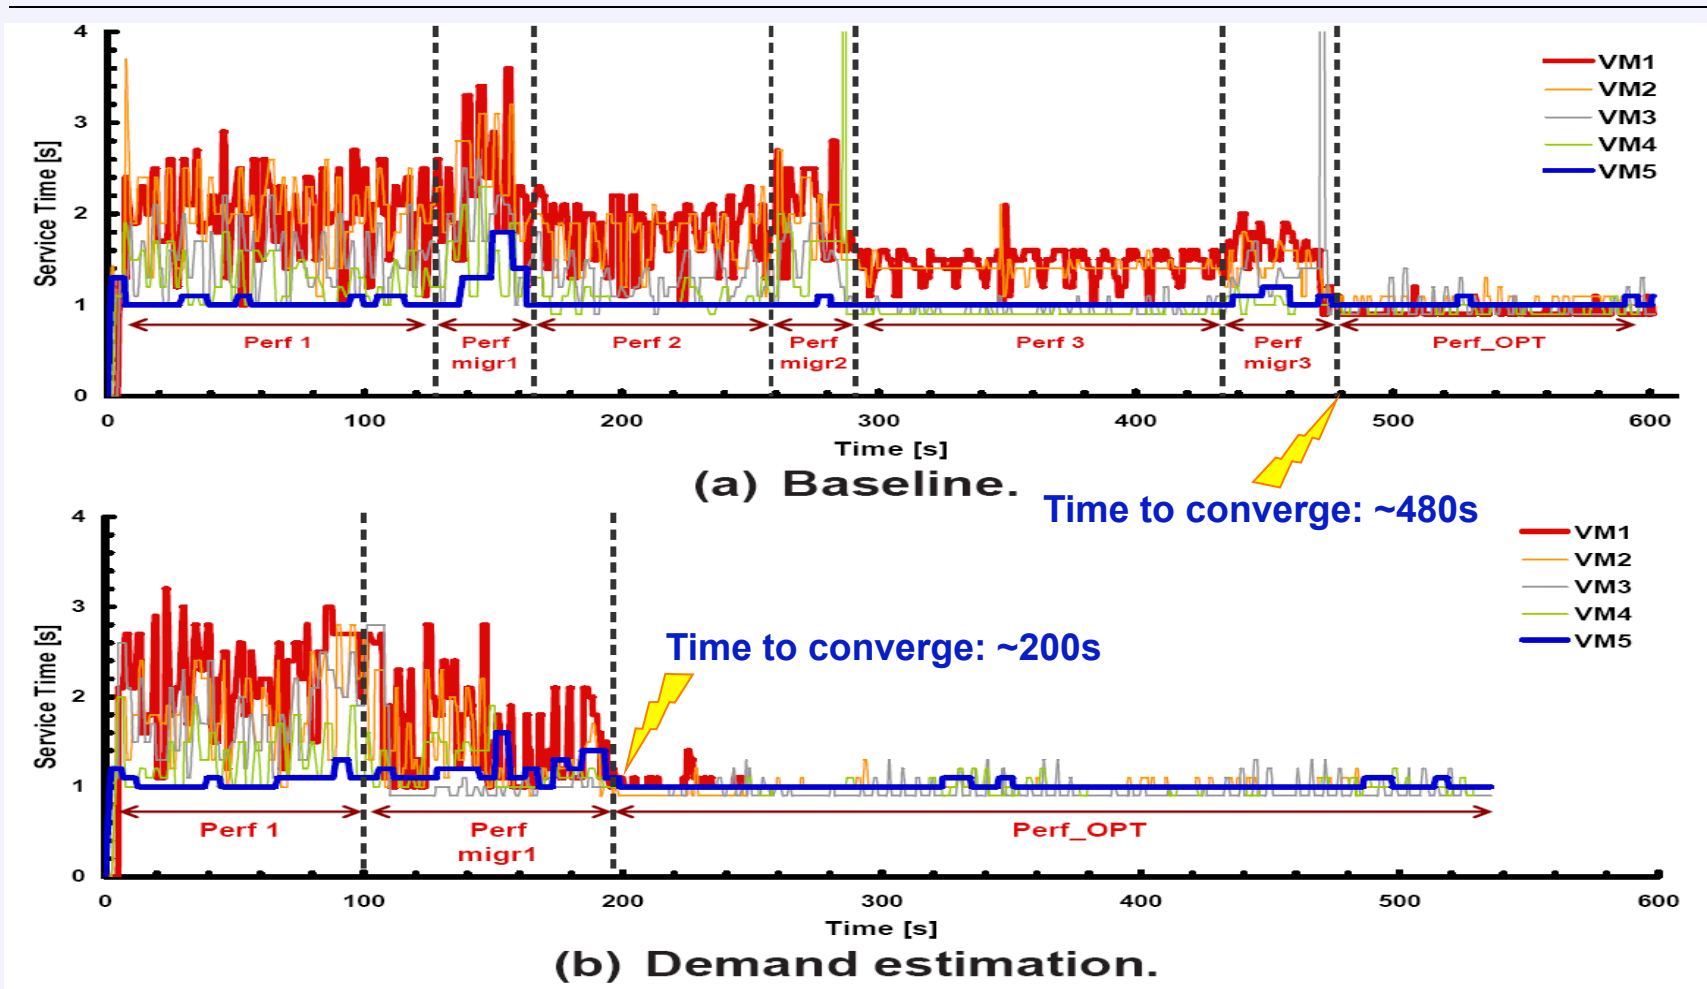 4
3
2
1
0
Service Time [s]
VM1
VM2
VM3
VM4
VM5
Perf 1
Perf
migr1
Perf 2
Perf
migr2
Perf 3
Perf
migr3
Perf_OPT
0 100 200 300 400 500 600
Time [s]
(a) Baseline.
Time to converge: ~480s
4
3
2
1
0
Service Time [s]
VM1
VM2
VM3
VM4
VM5
Time to converge: ~200s
Perf 1
Perf
migr1
Perf_OPT
0 100 200 300 400 500 600
Time [s]
(b) Demand estimation.